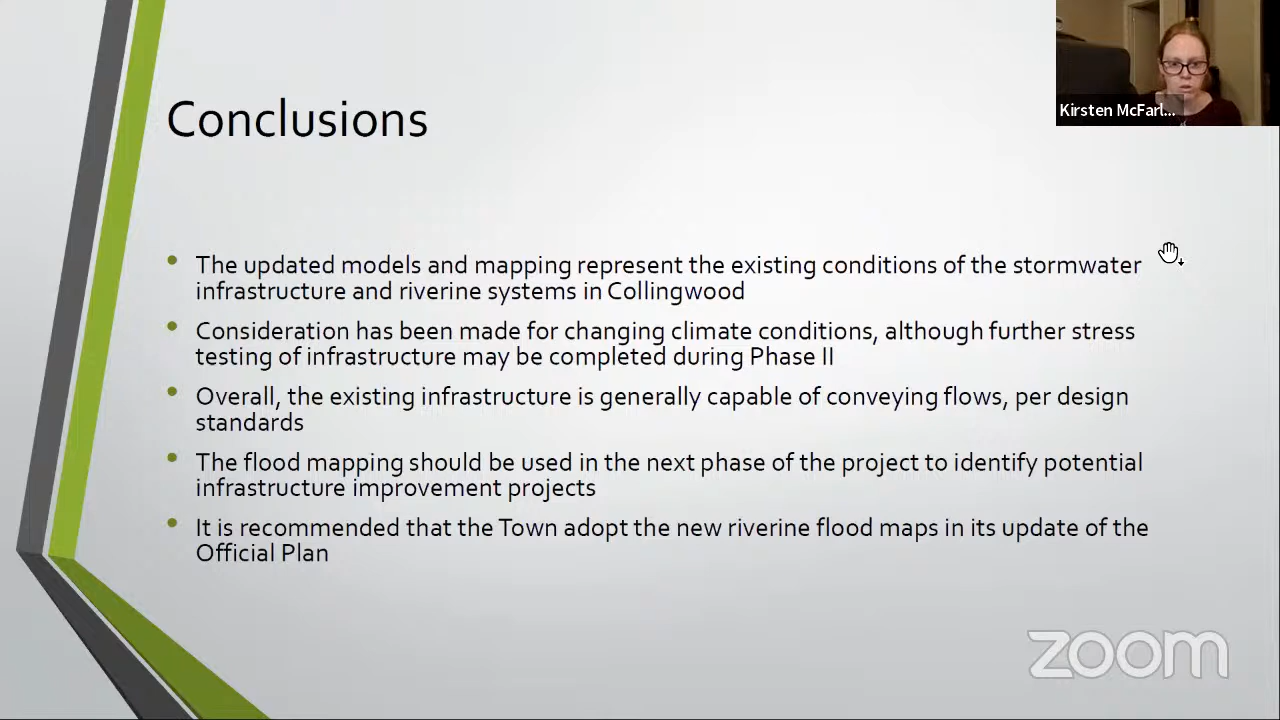 Kirsten McFarl...
Conclusions
• The updated models and mapping represent the existing conditions of the stormwater
infrastructure and riverine systems in Collingwood
• Consideration has been made for changing climate conditions, although further stress
testing of infrastructure may be completed during Phase II
• Overall, the existing infrastructure is generally capable of conveying flows, per design
standards
• The flood mapping should be used in the next phase of the project to identify potential
infrastructure improvement projects
• It is recommended that the Town adopt the new riverine flood maps in its update of the
Official Plan
zoom